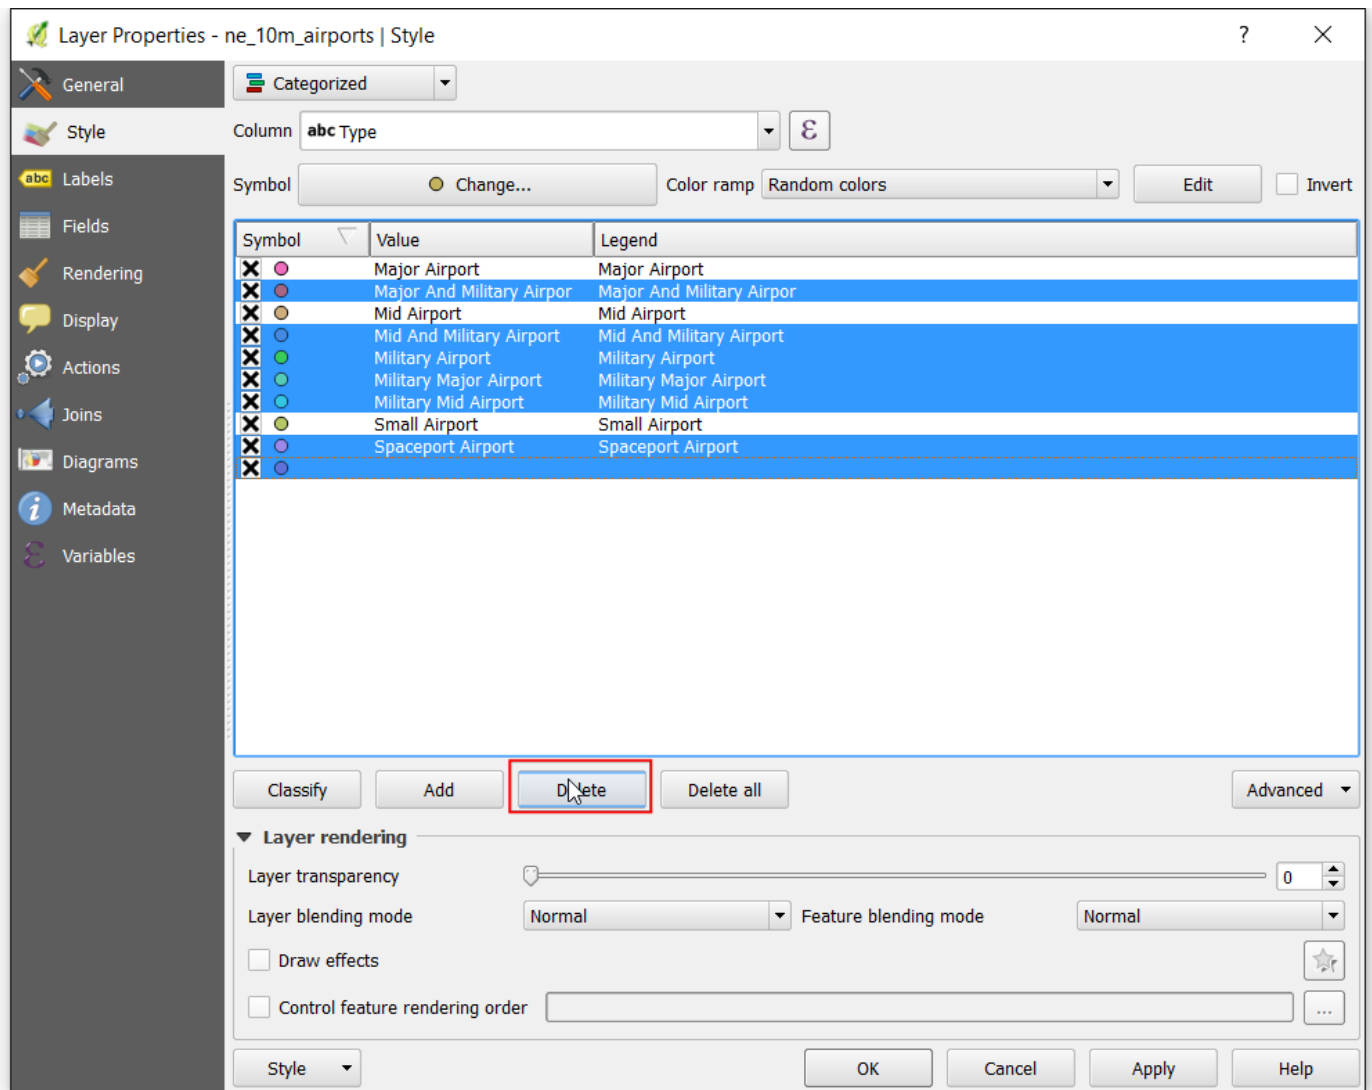 Layer Properties - ne_10m_airports | Style ?
General
Style
abc Labels
Fields
Rendering
Display
Actions
Joins
Diagrams
Metadata
Variables
Categorized
Column abc Type ε
Symbol Change... Color ramp Random colors Edit Invert
Symbol Value Legend
Major Airport Major Airport
Major And Military Airpor Major And Military Airpor
Mid Airport Mid Airport
Mid And Military Airport Mid And Military Airport
Military Airport Military Airport
Military Major Airport Military Major Airport
Military Mid Airport Military Mid Airport
Small Airport Small Airport
Spaceport Airport Spaceport Airport
Classify Add Delete Delete all Advanced
Layer rendering
Layer transparency 0
Layer blending mode Normal Feature blending mode Normal
Draw effects
Control feature rendering order ...
Style OK Cancel Apply Help